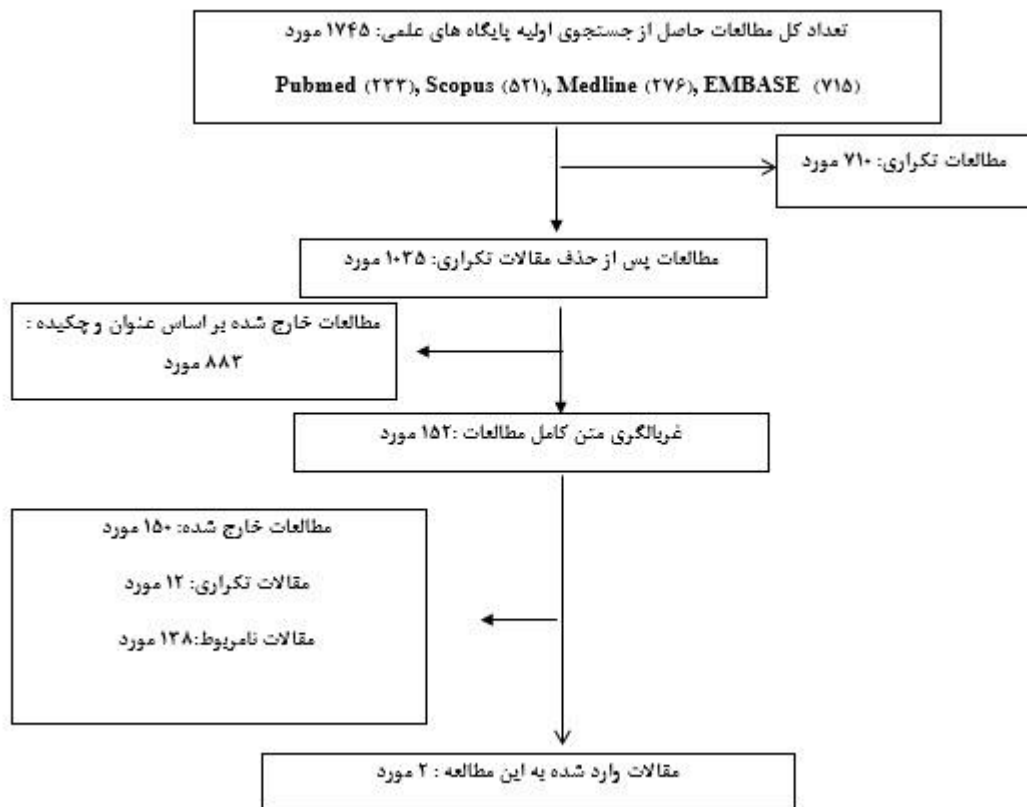 تعداد کل مطالعات حاصل از جستجوی اولیه پایگاه های علمی: ۱۷۴۵ مورد
Pubmed (۲۳۳), Scopus (۵۲۱), Medline (۲۷۶), EMBASE (۷۱۵)
مطالعات تکراری: ۷۱۰ مورد
مطالعات پس از حذف مقالات تکراری: ۱۰۳۵ مورد
مطالعات خارج شده بر اساس عنوان و چکیده :
۸۸۳ مورد
غربالگری متن کامل مطالعات :۱۵۲ مورد
مطالعات خارج شده: ۱۵۰ مورد
مقالات تکراری: ۱۲ مورد
مقالات نامربوط:۱۳۸ مورد
مقالات وارد شده به این مطالعه : ۲ مورد